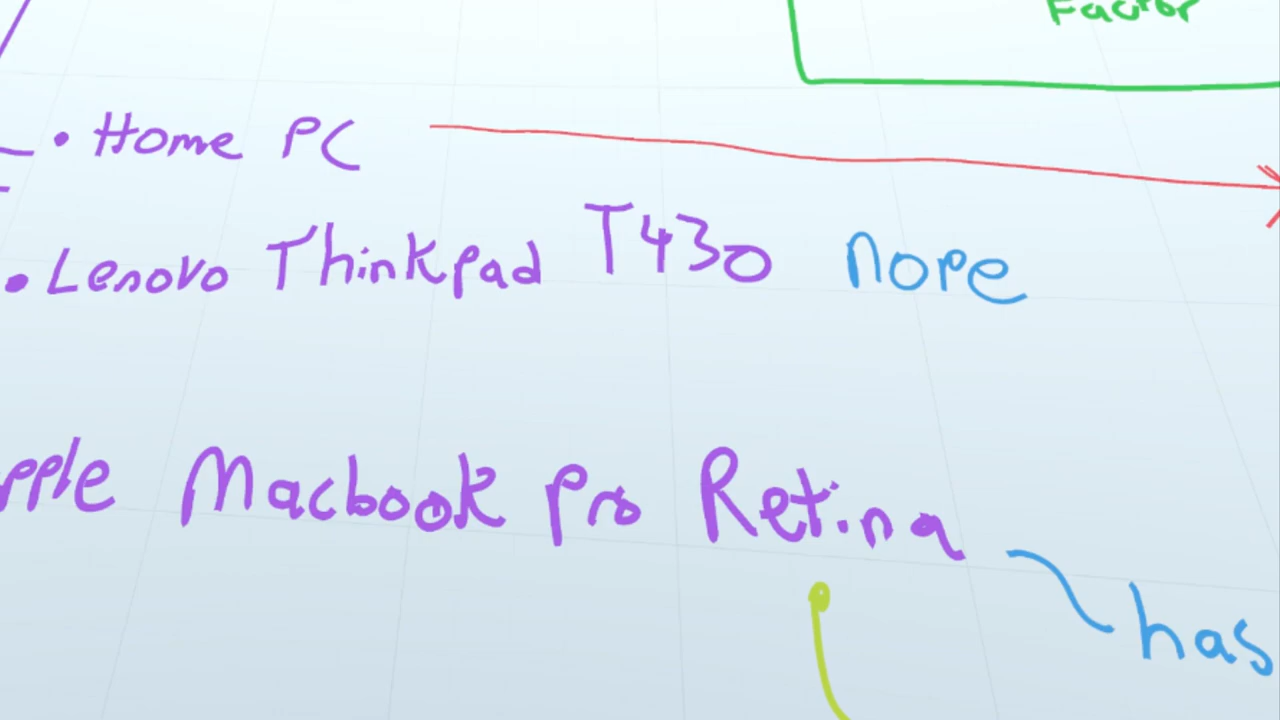 Factor
• Home PC
• Lenovo Thinkpad T430 nope
pple Macbook Pro Retina
has